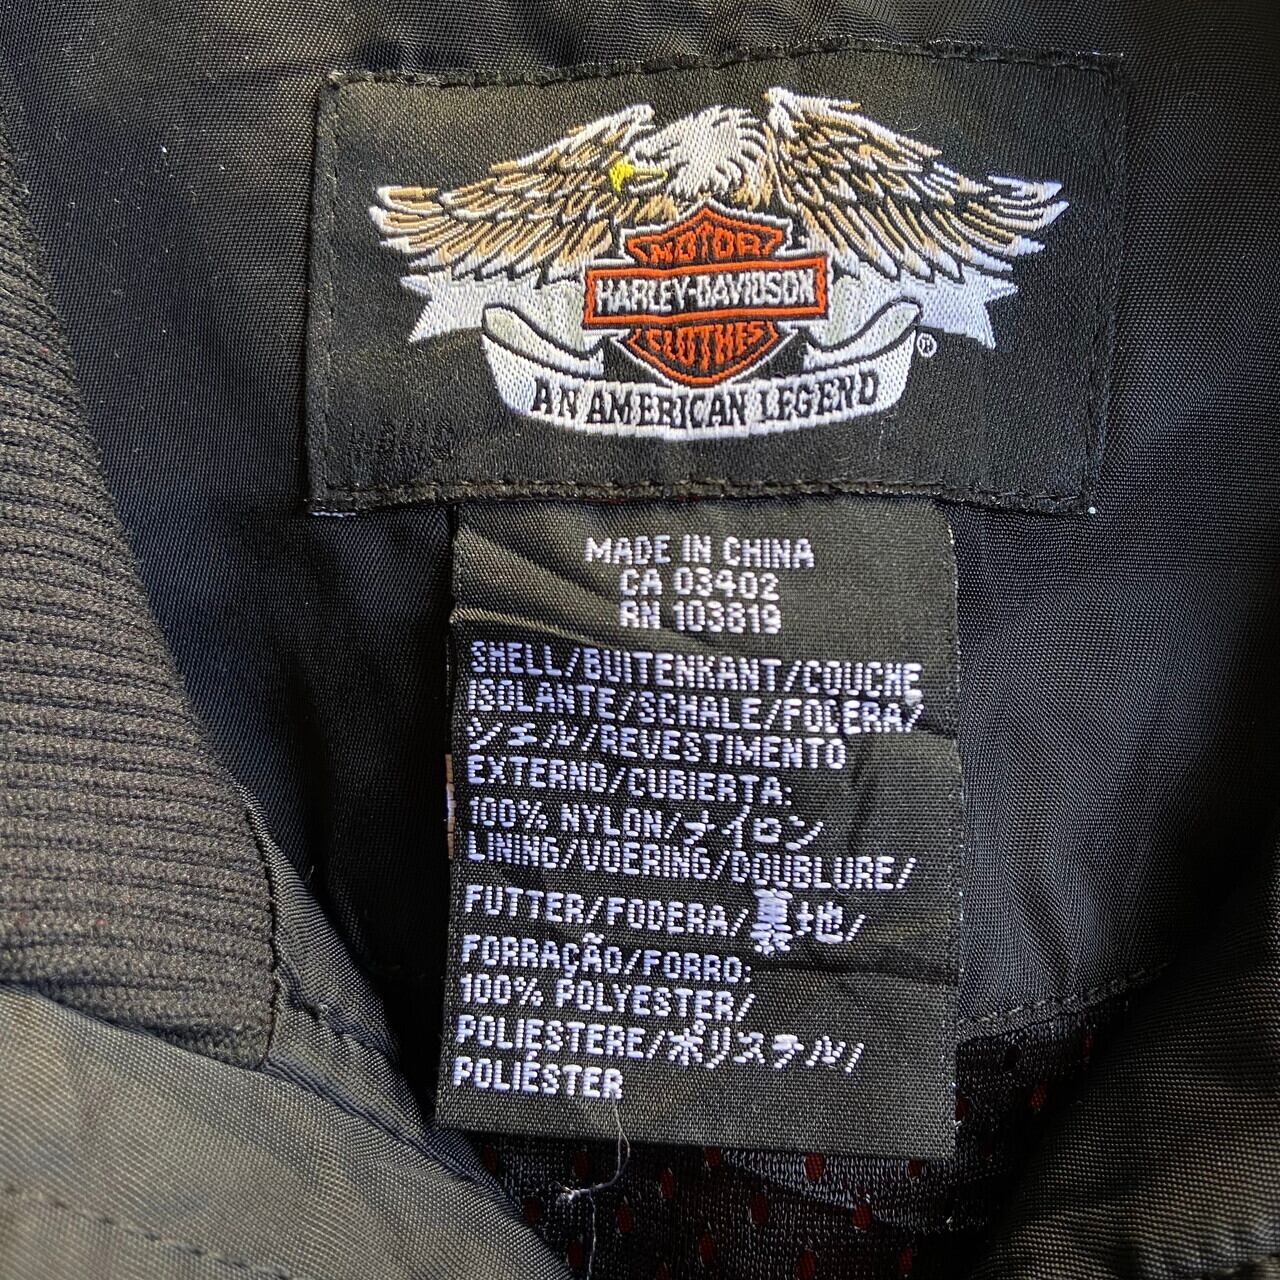 MOTOR
HARLEY-DAVIDSON
CLOTHES
AN AMERICAN LEGEND
®
MADE IN CHINA
CA 03402
RN 103819
SHELL/BUITENKANT/COUCHE
ISOLANTE/SCHALE/FODERA/
シェル/REVESTIMENTO
EXTERNO/CUBIERTA:
100% NYLON/ナイロン
LINING/VOERING/DOUBLURE/
FUTTER/FODERA/裏地/
FORRAÇÃO/FORRO:
100% POLYESTER/
POLIESTERE/ポリステル/
POLIÉSTER